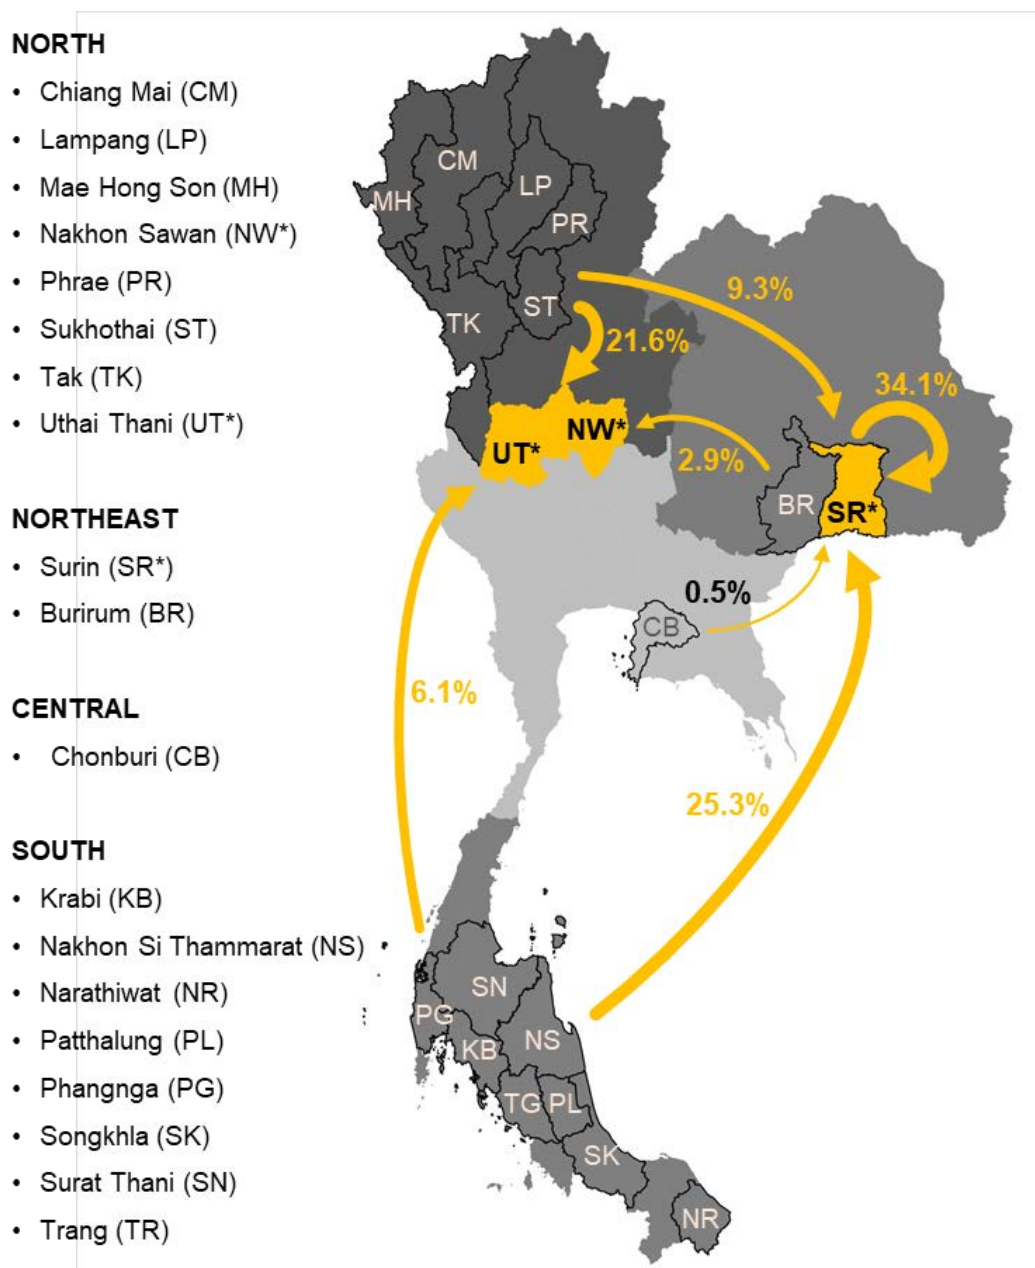 NORTH
• Chiang Mai (CM)
• Lampang (LP)
• Mae Hong Son (MH)
• Nakhon Sawan (NW*)
• Phrae (PR)
• Sukhothai (ST)
• Tak (TK)
• Uthai Thani (UT*)
NORTHEAST
• Surin (SR*)
• Burirum (BR)
CENTRAL
• Chonburi (CB)
SOUTH
• Krabi (KB)
• Nakhon Si Thammarat (NS)
• Narathiwat (NR)
• Patthalung (PL)
• Phangnga (PG)
• Songkhla (SK)
• Surat Thani (SN)
• Trang (TR)
CM
LP
MH
PR
ST
TK
9.3%
21.6%
34.1%
NW*
UT*
2.9%
BR
SR*
0.5%
CB
6.1%
25.3%
SN
PG
NS
KB
TG
PL
SK
NR